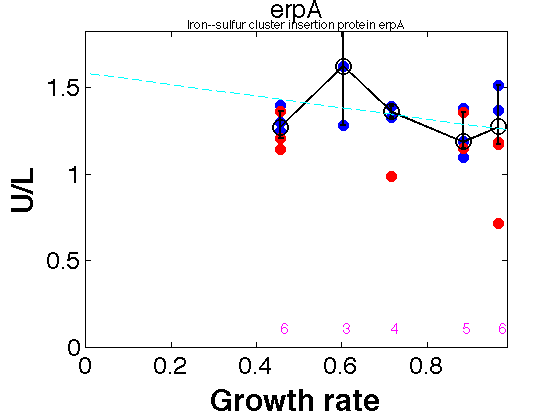 erpA
Iron--sulfur cluster insertion protein erpA
1.5
1
0.5
0
U/L
6 3 4 5 6
0 0.2 0.4 0.6 0.8
Growth rate